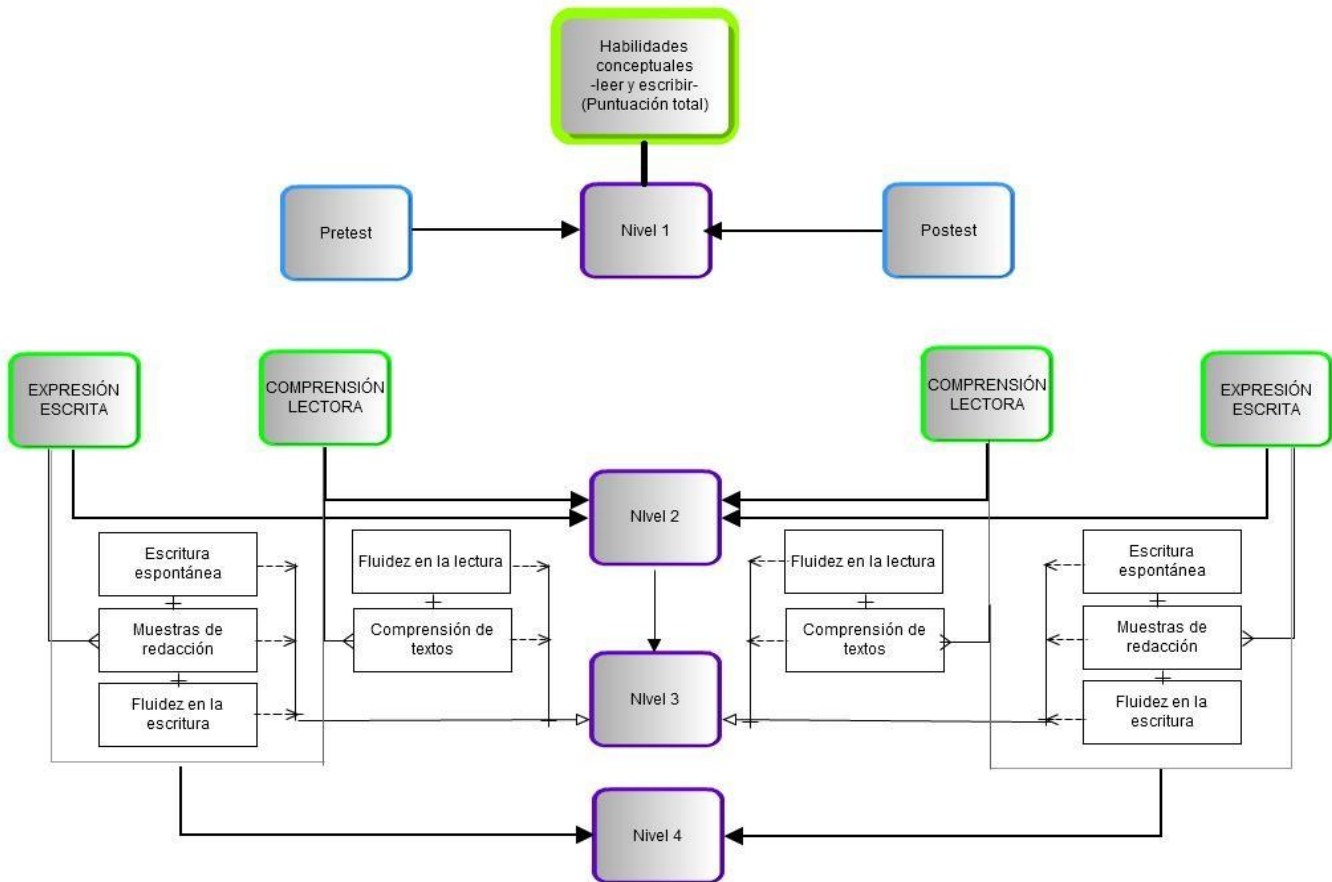 Habilidades
conceptuales
-leer y escribir-
(Puntuación total)
Pretest
Nivel 1
Postest
EXPRESIÓN
ESCRITA
COMPRENSIÓN
LECTORA
COMPRENSIÓN
LECTORA
EXPRESIÓN
ESCRITA
NIvel 2
Escritura
espontánea
Fluidez en la lectura
Fluidez en la lectura
Escritura
espontánea
Muestras de
redacción
Comprensión de
textos
Comprensión de
textos
Muestras de
redacción
Fluidez en la
escritura
NIvel 3
Fluidez en la
escritura
Nivel 4